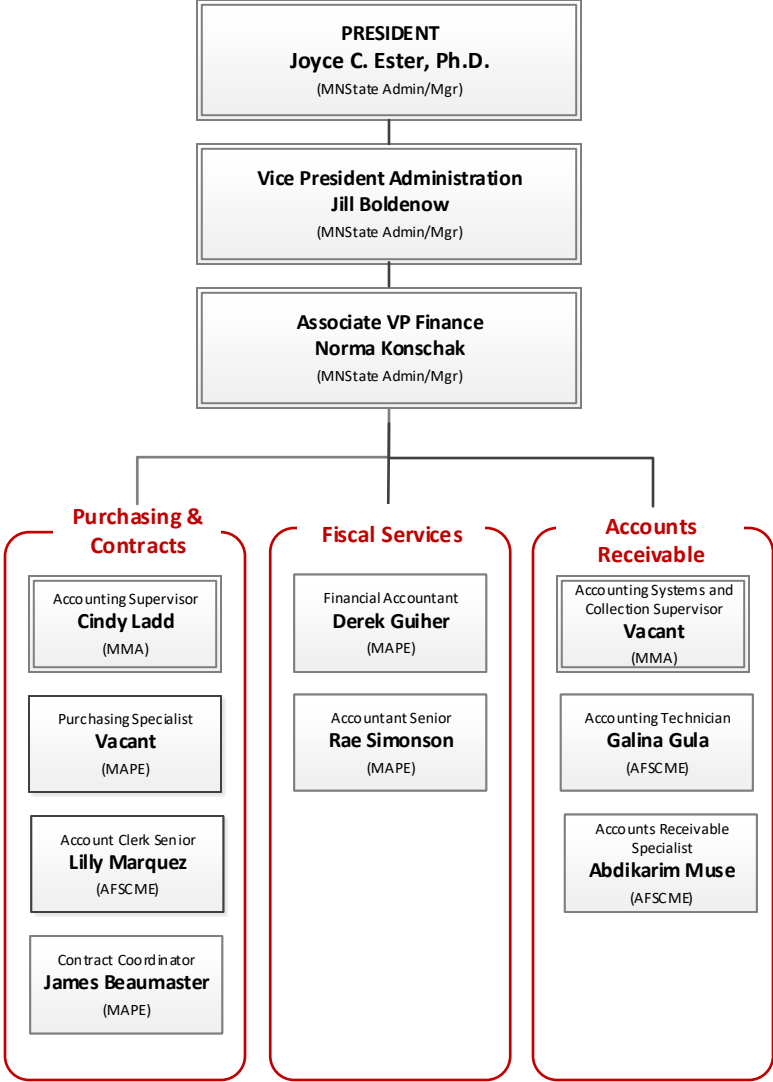 PRESIDENT
Joyce C. Ester, Ph.D.
(MNState Admin/Mgr)
Vice President Administration
Jill Boldenow
(MNState Admin/Mgr)
Associate VP Finance
Norma Konschak
(MNState Admin/Mgr)
Purchasing &
Contracts
Accounting Supervisor
Cindy Ladd
(MMA)
Purchasing Specialist
Vacant
(MAPE)
Account Clerk Senior
Lilly Marquez
(AFSCME)
Contract Coordinator
James Beaumaster
(MAPE)
Fiscal Services
Financial Accountant
Derek Guiher
(MAPE)
Accountant Senior
Rae Simonson
(MAPE)
Accounts
Receivable
Accounting Systems and
Collection Supervisor
Vacant
(MMA)
Accounting Technician
Galina Gula
(AFSCME)
Accounts Receivable
Specialist
Abdikarim Muse
(AFSCME)